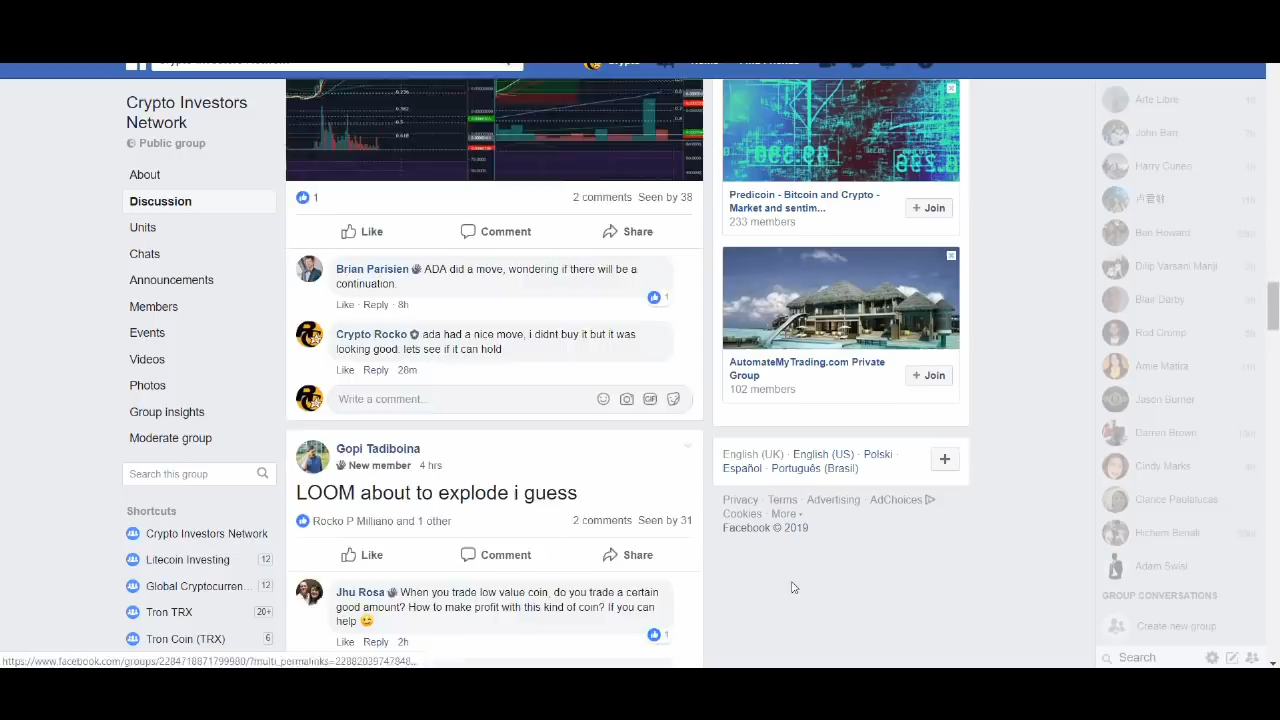 Crypto Investors
Network
Public group
About
Discussion
Units
Chats
Announcements
Members
Events
Videos
Photos
Group insights
Moderate group
Search this group
Shortcuts
Crypto Investors Network
Litecoin Investing 12
Global Cryptocurren... 12
Tron TRX 20+
Tron Coin (TRX) 6
1 2 comments Seen by 38
Like Comment Share
Brian Parisien ADA did a move, wondering if there will be a
continuation.
1
Like · Reply · 8h
Crypto Rocko ada had a nice move, i didnt buy it but it was
looking good. lets see if it can hold
Like Reply 28m
Write a comment...
Gopi Tadiboina
New member · 4 hrs
LOOM about to explode i guess
Rocko P Milliano and 1 other 2 comments Seen by 31
Like Comment Share
Jhu Rosa When you trade low value coin, do you trade a certain
good amount? How to make profit with this kind of coin? If you can
help
1
Like Reply 2h
Predicoin - Bitcoin and Crypto -
Market and sentim...
233 members
+ Join
AutomateMyTrading.com Private
Group
102 members
+ Join
English (UK) · English (US) · Polski ·
Español · Português (Brasil)
Privacy · Terms · Advertising · AdChoices
Cookies · More
Facebook © 2019
Arte Libre
John Barr
Harry Cuneo
Ben Howard
Dilip Varsani Manji
Blair Darby
Rod Crump
Amie Matira
Jason Burner
Darren Brown
Cindy Marks
Clarice Paulalucas
Hichem Benali
Adam Swisi
GROUP CONVERSATIONS
Create new group
Search